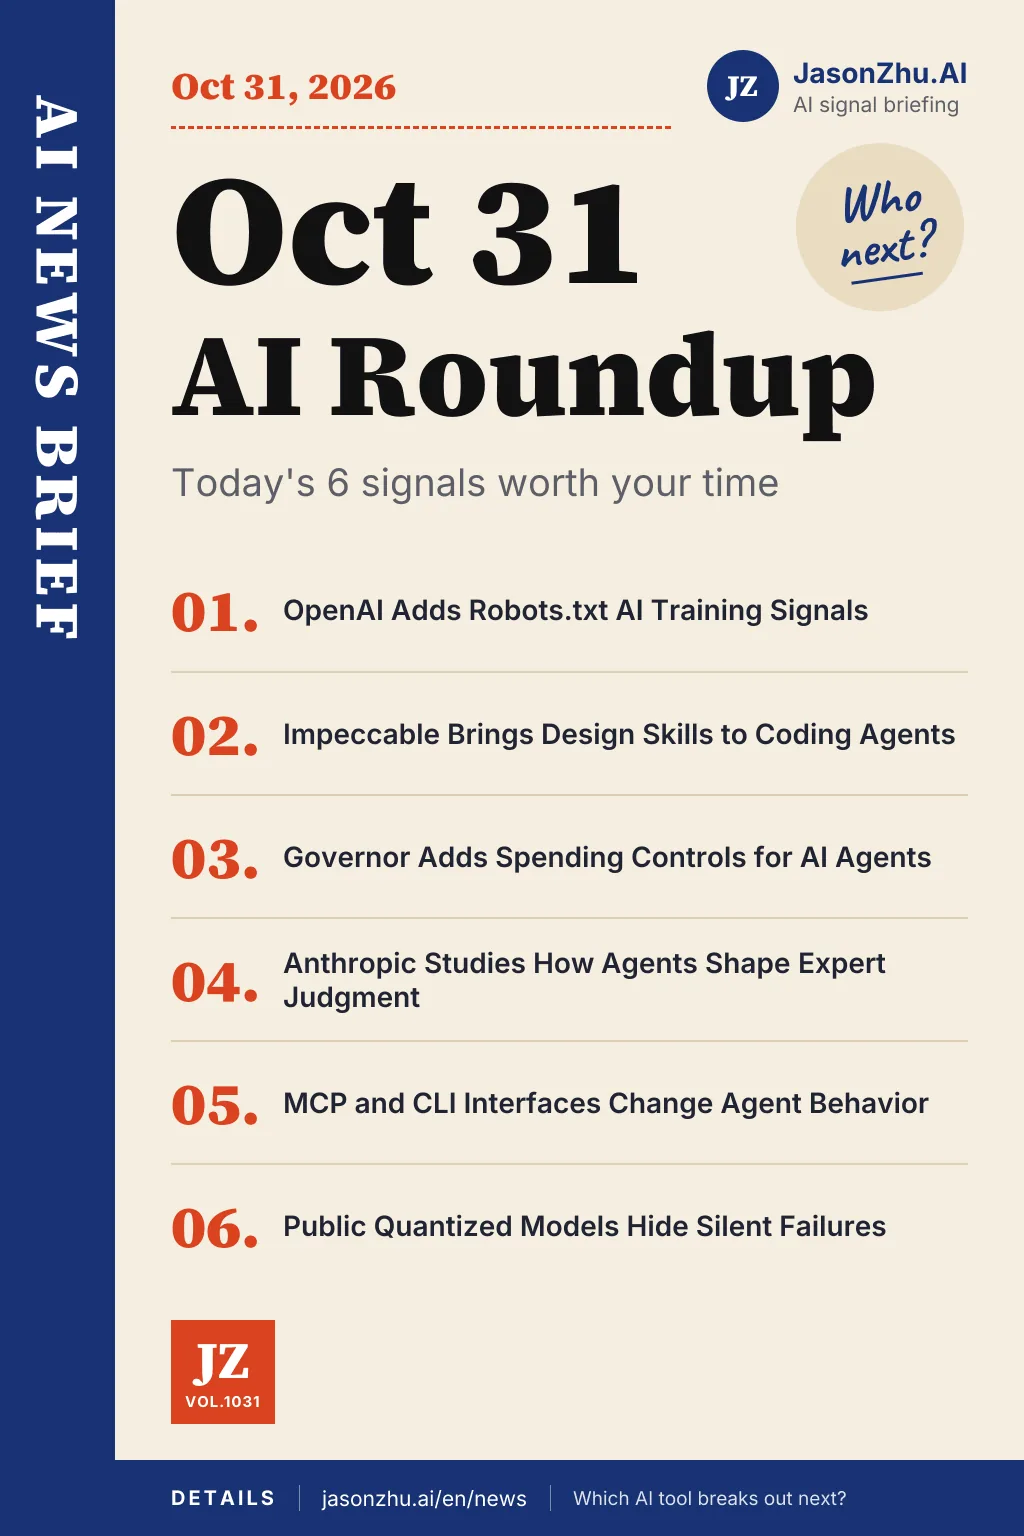 AI NEWS BRIEF
Oct 31, 2026
JZ
JasonZhu.AI
AI signal briefing
Oct 31
Who
next?
AI Roundup
Today's 6 signals worth your time
01. OpenAI Adds Robots.txt AI Training Signals
02. Impeccable Brings Design Skills to Coding Agents
03. Governor Adds Spending Controls for AI Agents
04. Anthropic Studies How Agents Shape Expert
Judgment
05. MCP and CLI Interfaces Change Agent Behavior
06. Public Quantized Models Hide Silent Failures
JZ
VOL.1031
DETAILS jasonzhu.ai/en/news Which AI tool breaks out next?